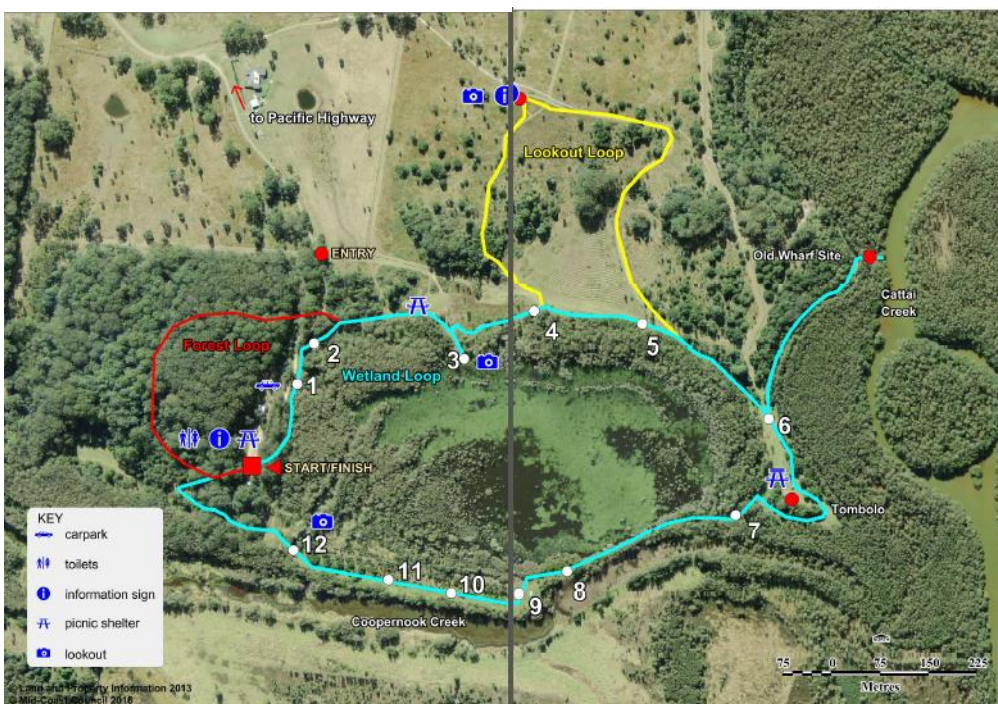 to Pacific Highway
Lookout Loop
ENTRY
Old Wharf Site
Cattai
Creek
Forest Loop
Wetland Loop
1
2
3
4
5
6
START/FINISH
Tombolo
7
8
9
10
11
12
Coopernook Creek
KEY
carpark
toilets
information sign
picnic shelter
lookout
75 0 75 150 225
Metres
© Land and Property Information 2013
© Mid-Coast Council 2016